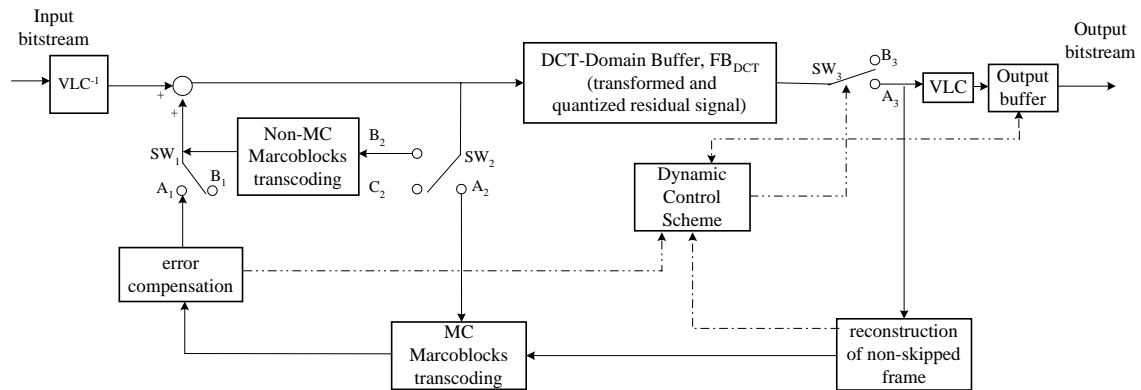 Input
bitstream
VLC⁻¹
+
+
DCT-Domain Buffer, FB_DCT
(transformed and
quantized residual signal)
SW₃
B₃
A₃
VLC
Output
buffer
Output
bitstream
Non-MC
Marcoblocks
transcoding
B₂
SW₂
C₂
A₂
SW₁
A₁
B₁
Dynamic
Control
Scheme
error
compensation
MC
Marcoblocks
transcoding
reconstruction
of non-skipped
frame